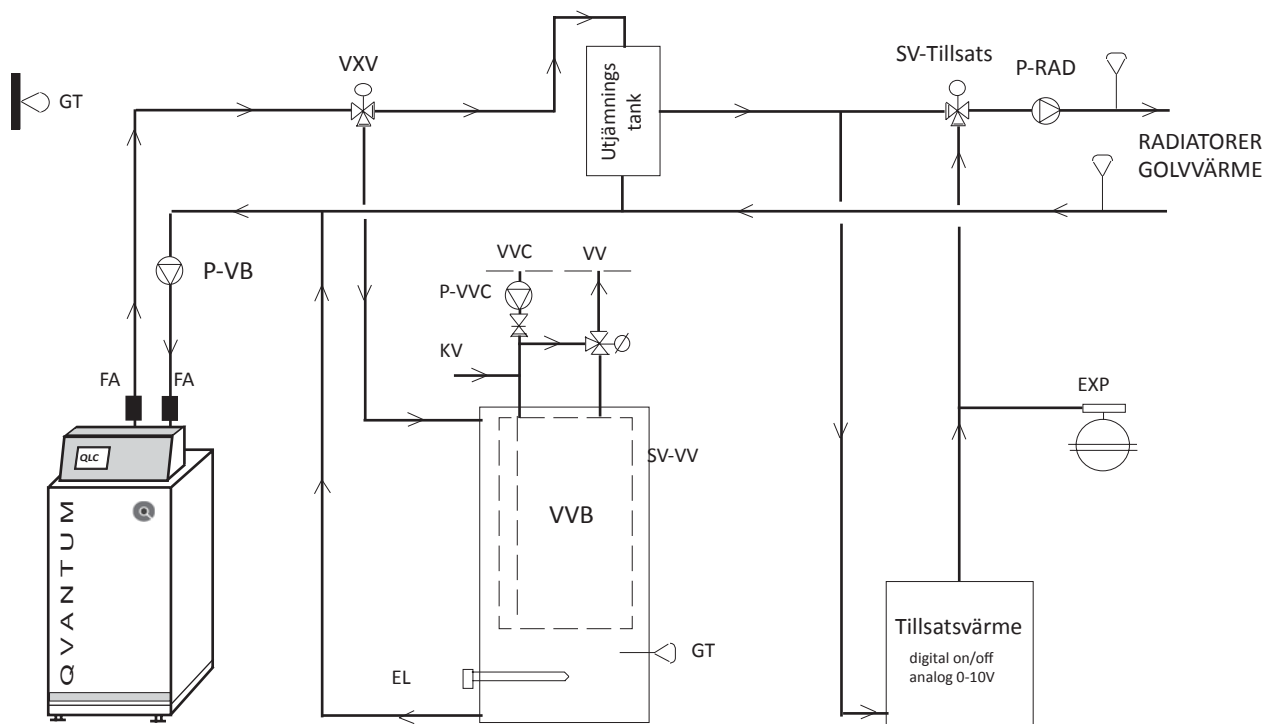 VXV
GT
Utjämnings
tank
SV-Tillsats
P-RAD
RADIATORER
GOLVVÄRME
P-VB
VVC
VV
P-VVC
KV
FA
FA
EXP
QLC
QVANTUM
SV-VV
VVB
GT
EL
Tillsatsvärme
digital on/off
analog 0-10V